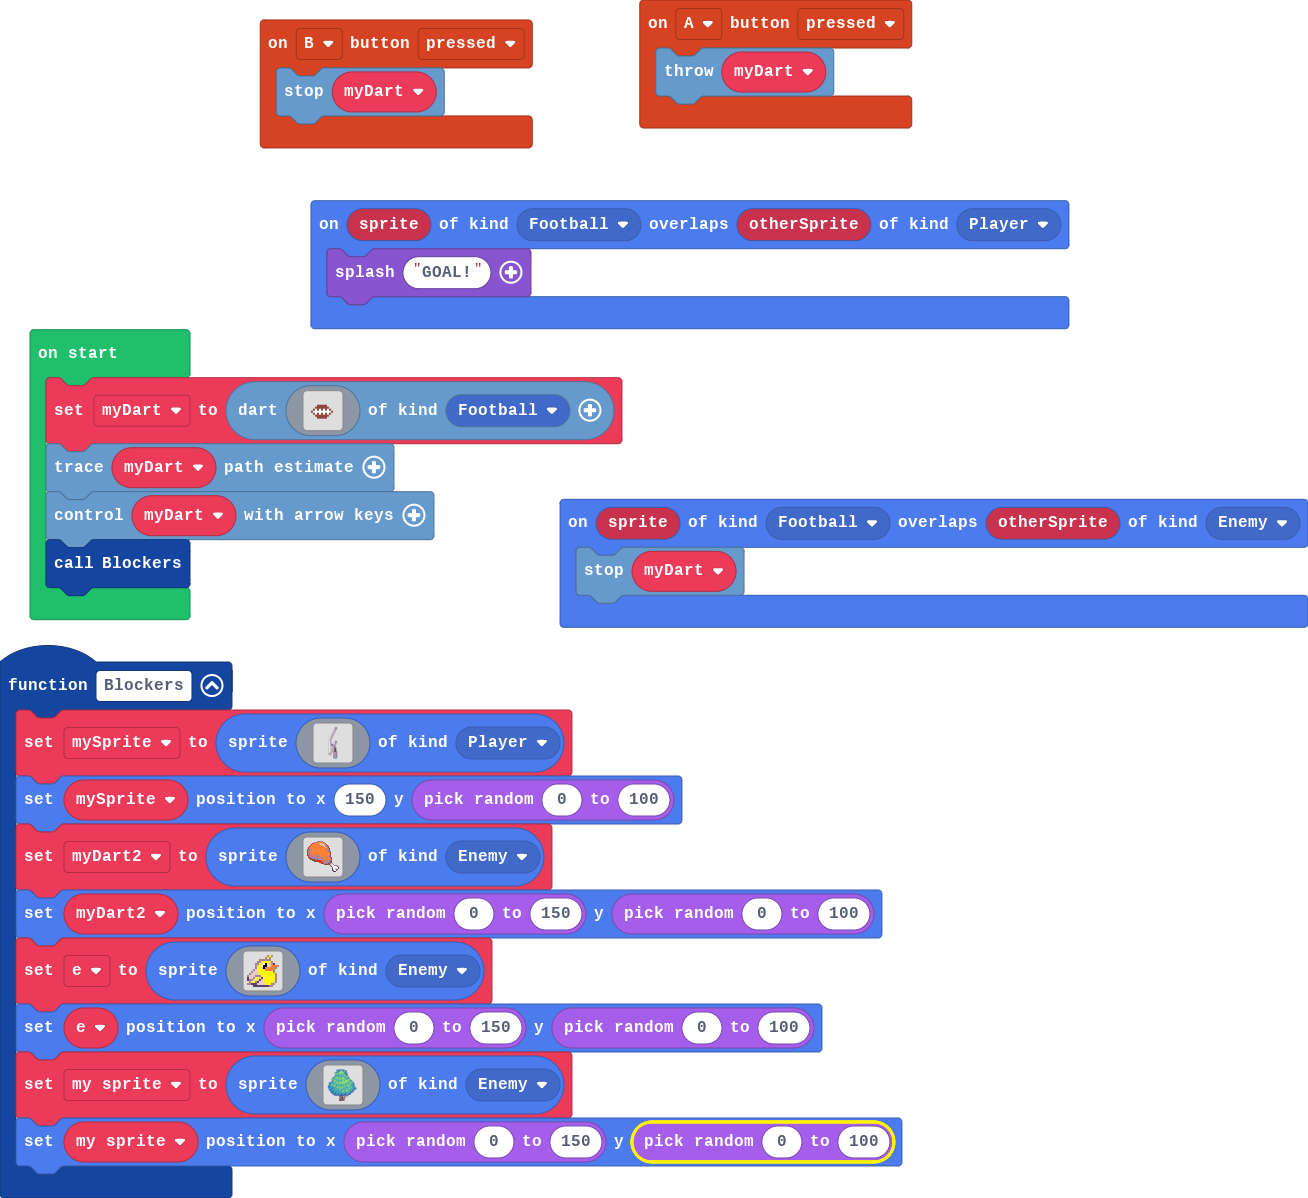 on A button pressed
throw myDart
on B button pressed
stop myDart
on sprite of kind Football overlaps otherSprite of kind Player
splash "GOAL!"
on start
set myDart to dart of kind Football
trace myDart path estimate
control myDart with arrow keys
call Blockers
on sprite of kind Football overlaps otherSprite of kind Enemy
stop myDart
function Blockers
set mySprite to sprite of kind Player
set mySprite position to x 150 y pick random 0 to 100
set myDart2 to sprite of kind Enemy
set myDart2 position to x pick random 0 to 150 y pick random 0 to 100
set e to sprite of kind Enemy
set e position to x pick random 0 to 150 y pick random 0 to 100
set my sprite to sprite of kind Enemy
set my sprite position to x pick random 0 to 150 y pick random 0 to 100